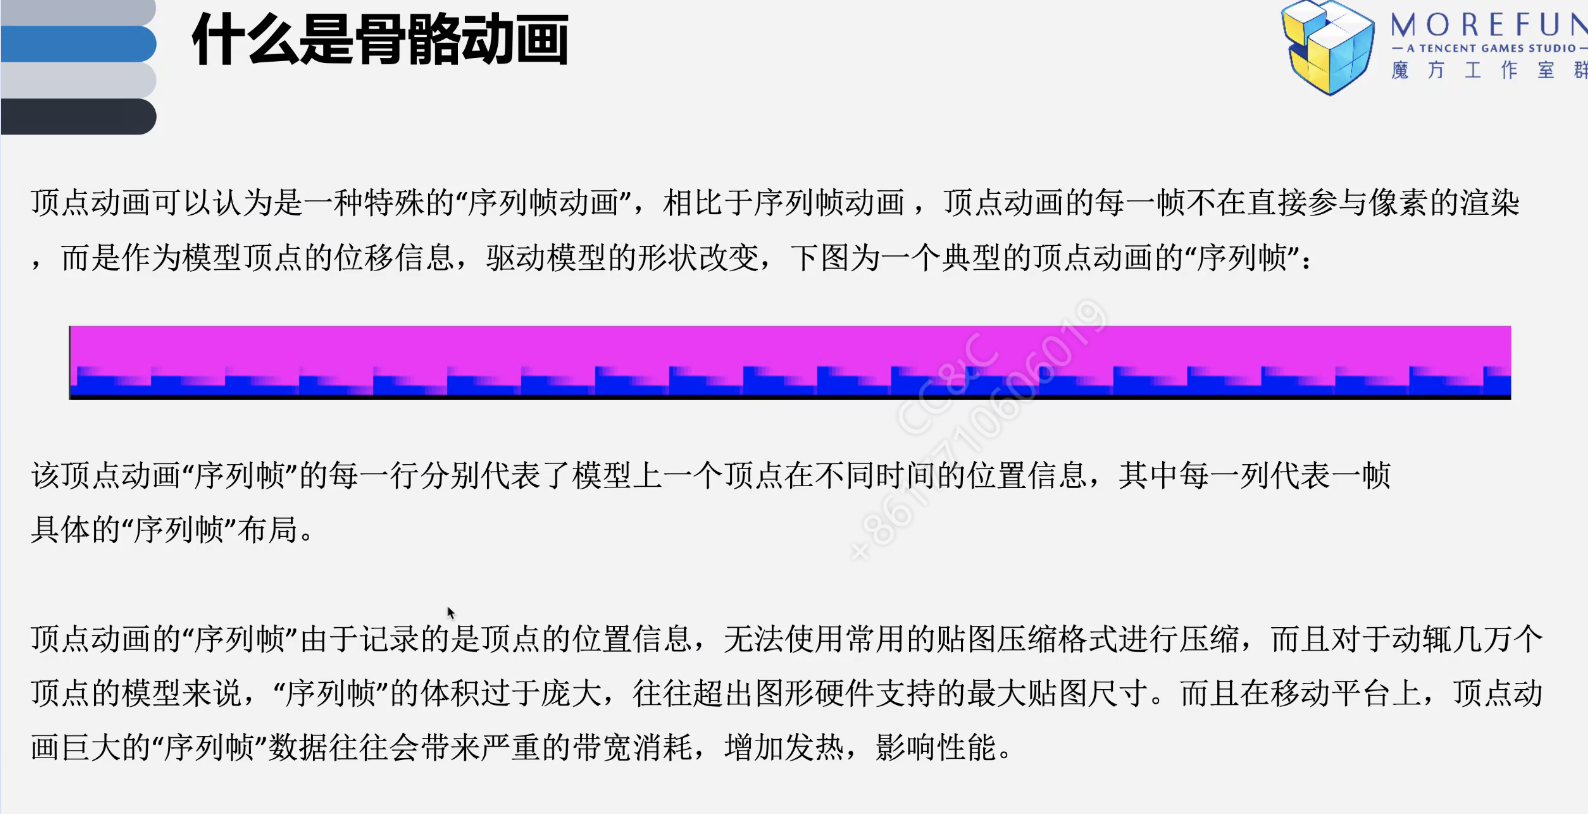 什么是骨骼动画
MOREFUN
— A TENCENT GAMES STUDIO —
魔方工作室群
顶点动画可以认为是一种特殊的“序列帧动画”，相比于序列帧动画 ，顶点动画的每一帧不在直接参与像素的渲染
，而是作为模型顶点的位移信息，驱动模型的形状改变，下图为一个典型的顶点动画的“序列帧”：
CC&C
+8617710606019
该顶点动画“序列帧”的每一行分别代表了模型上一个顶点在不同时间的位置信息，其中每一列代表一帧
具体的“序列帧”布局。
顶点动画的“序列帧”由于记录的是顶点的位置信息，无法使用常用的贴图压缩格式进行压缩，而且对于动辄几万个
顶点的模型来说，“序列帧”的体积过于庞大，往往超出图形硬件支持的最大贴图尺寸。而且在移动平台上，顶点动
画巨大的“序列帧”数据往往会带来严重的带宽消耗，增加发热，影响性能。